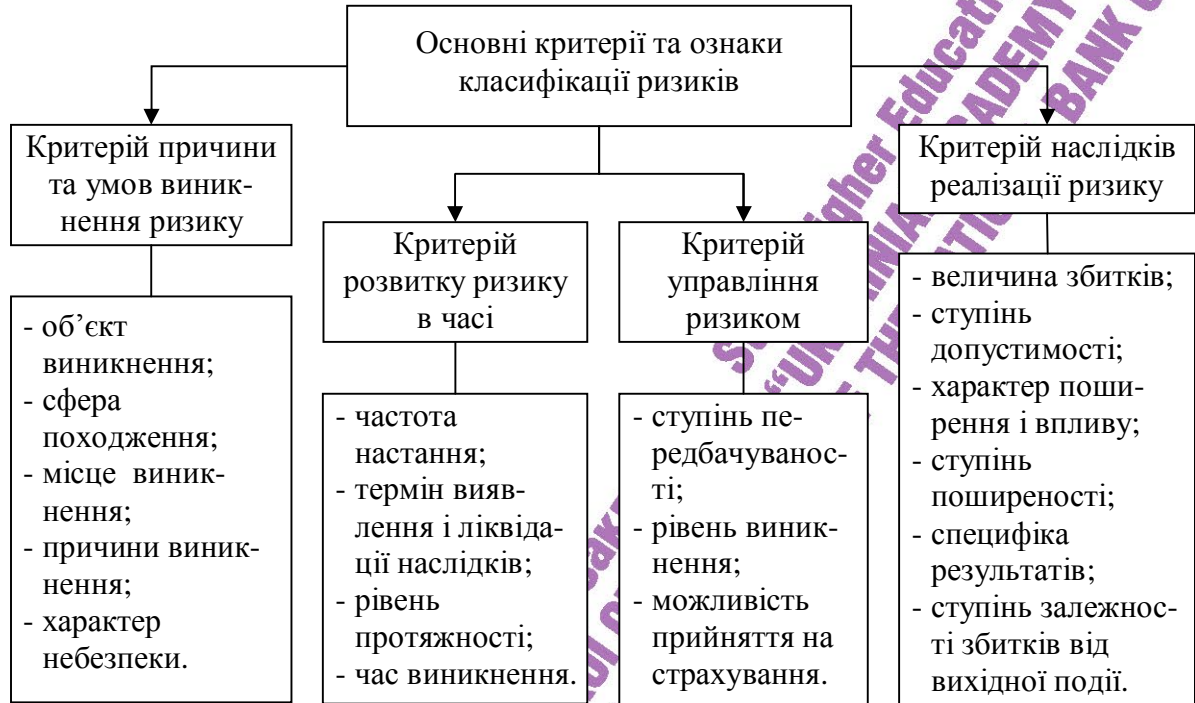 Основні критерії та ознаки
класифікації ризиків
Критерій причини
та умов виник-
нення ризику
- об’єкт
виникнення;
- сфера
походження;
- місце виник-
нення;
- причини виник-
нення;
- характер
небезпеки.
Критерій
розвитку ризику
в часі
- частота
настання;
- термін вияв-
лення і ліквіда-
ції наслідків;
- рівень
протяжності;
- час виникнення.
Критерій
управління
ризиком
- ступінь пе-
редбачуванос-
ті;
- рівень виник-
нення;
- можливість
прийняття на
страхування.
Критерій наслідків
реалізації ризику
- величина збитків;
- ступінь
допустимості;
- характер поши-
рення і впливу;
- ступінь
поширеності;
- специфіка
результатів;
- ступінь залежнос-
ті збитків від
вихідної події.